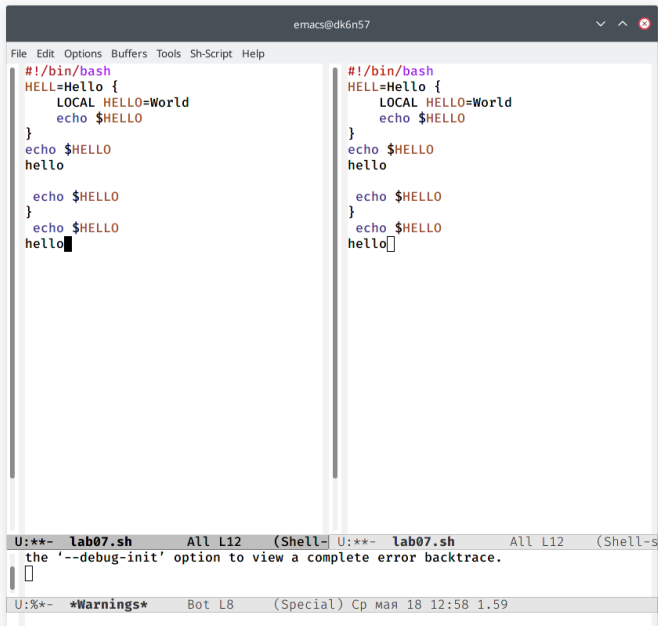 emacs@dk6n57
File Edit Options Buffers Tools Sh-Script Help
#!/bin/bash
HELL=Hello {
    LOCAL HELLO=World
    echo $HELLO
}
echo $HELLO
hello

 echo $HELLO
}
 echo $HELLO
hello
#!/bin/bash
HELL=Hello {
    LOCAL HELLO=World
    echo $HELLO
}
echo $HELLO
hello

 echo $HELLO
}
 echo $HELLO
hello
U:**-  lab07.sh       All L12    (Shell-
U:**-  lab07.sh       All L12    (Shell-s
the ‘--debug-init’ option to view a complete error backtrace.
U:%*-  *Warnings*     Bot L8     (Special) Ср мая 18 12:58 1.59